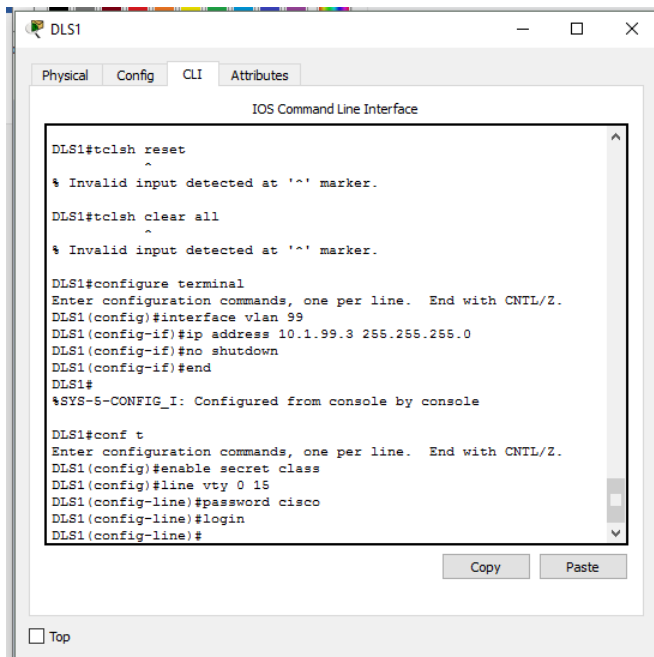 DLS1
Physical Config CLI Attributes
IOS Command Line Interface
DLS1#tclsh reset
^
% Invalid input detected at '^' marker.
DLS1#tclsh clear all
^
% Invalid input detected at '^' marker.
DLS1#configure terminal
Enter configuration commands, one per line.  End with CNTL/Z.
DLS1(config)#interface vlan 99
DLS1(config-if)#ip address 10.1.99.3 255.255.255.0
DLS1(config-if)#no shutdown
DLS1(config-if)#end
DLS1#
%SYS-5-CONFIG_I: Configured from console by console
DLS1#conf t
Enter configuration commands, one per line.  End with CNTL/Z.
DLS1(config)#enable secret class
DLS1(config)#line vty 0 15
DLS1(config-line)#password cisco
DLS1(config-line)#login
DLS1(config-line)#
Copy Paste
Top